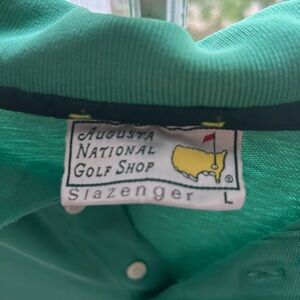 AUGUSTA
NATIONAL
GOLF SHOP
®
Slazenger L